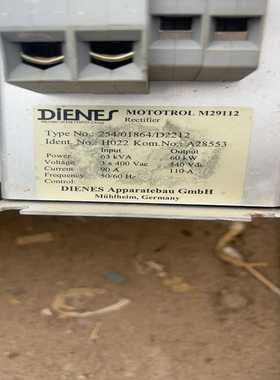 DIENES MOTOTROL M29112
Rectifier
Type No.: 254/01864/D2212
Ident. No.: H022 Kom.No.: A28553
Input Output
Power: 63 kVA 60 kW
Voltage: 3 x 400 Vac 540 Vdc
Current: 90 A 110 A
Frequency: 50/60 Hz
Control:
DIENES Apparatebau GmbH
Mühlheim, Germany